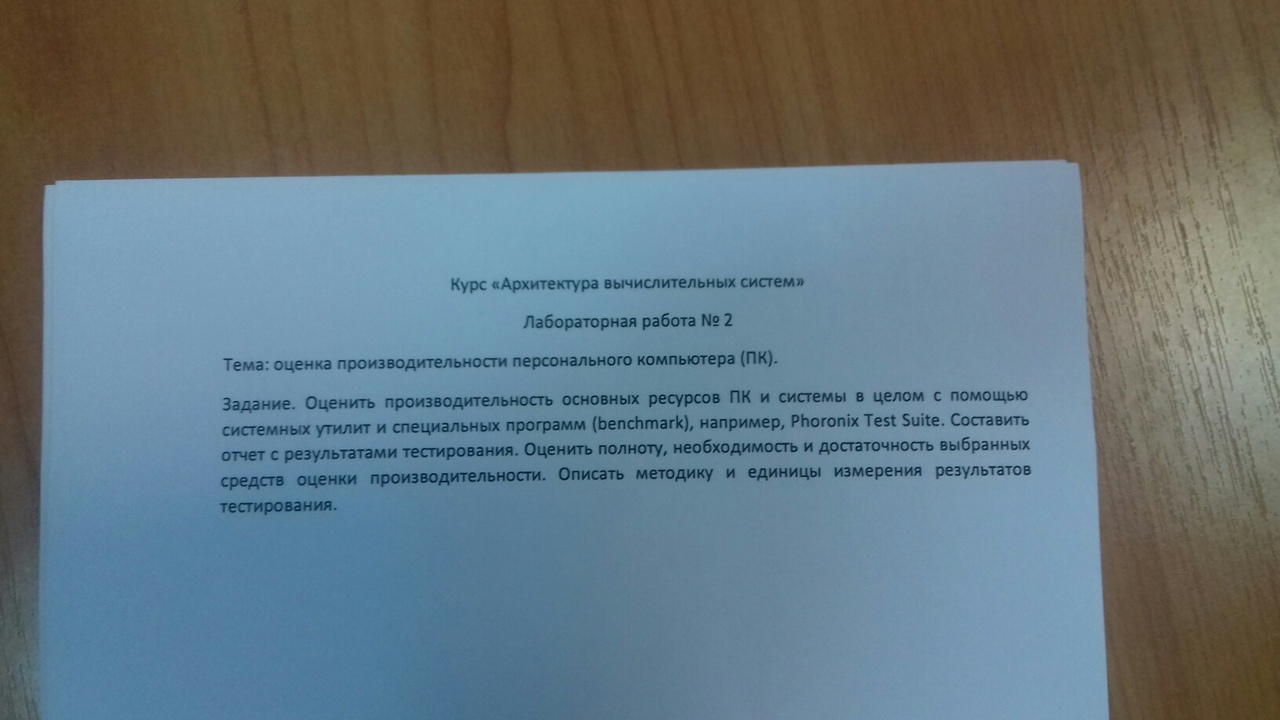 Курс «Архитектура вычислительных систем»
Лабораторная работа № 2
Тема: оценка производительности персонального компьютера (ПК).
Задание. Оценить производительность основных ресурсов ПК и системы в целом с помощью
системных утилит и специальных программ (benchmark), например, Phoronix Test Suite. Составить
отчет с результатами тестирования. Оценить полноту, необходимость и достаточность выбранных
средств оценки производительности. Описать методику и единицы измерения результатов
тестирования.